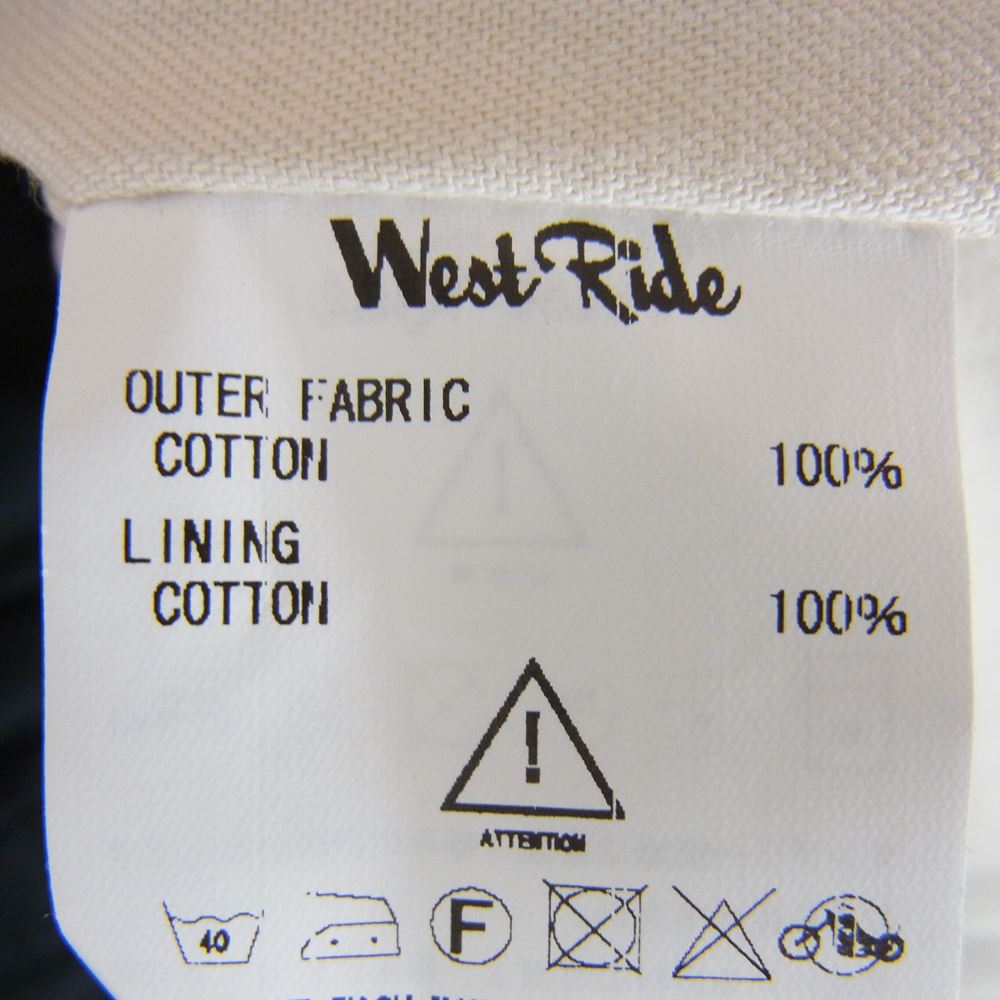 West Ride
OUTER FABRIC
COTTON 100%
LINING
COTTON 100%
!
ATTENTION
40 F